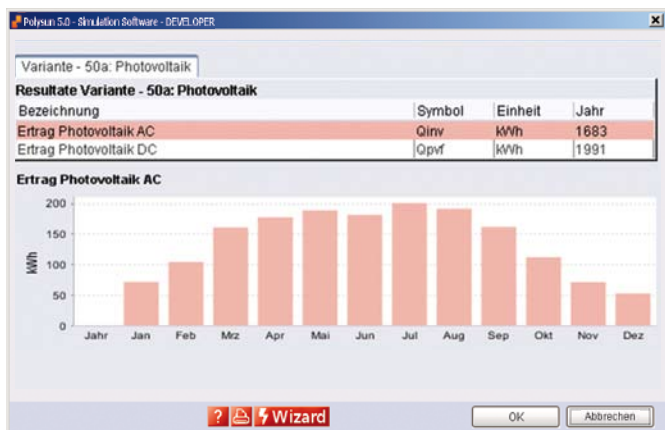 Polysun 5.0 - Simulation Software - DEVELOPER
Variante - 50a: Photovoltaik
Resultate Variante - 50a: Photovoltaik
Bezeichnung Symbol Einheit Jahr
Ertrag Photovoltaik AC Qinv kWh 1683
Ertrag Photovoltaik DC Qpvf kWh 1991
Ertrag Photovoltaik AC
200
150
100
50
0
kWh
Jahr Jan Feb Mrz Apr Mai Jun Jul Aug Sep Okt Nov Dez
? Wizard OK Abbrechen